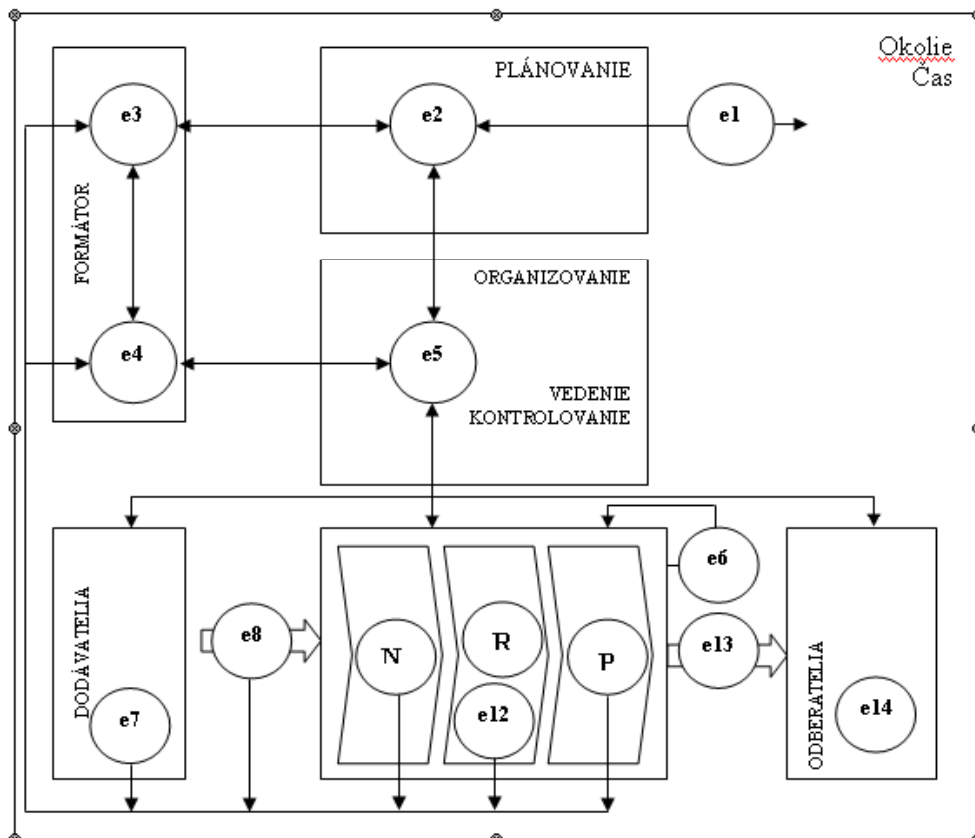 Okolie
Čas
PLÁNOVANIE
e3
e2
e1
FORMÁTOR
ORGANIZOVANIE
e4
e5
VEDENIE
KONTROLOVANIE
DODÁVATELIA
e7
e8
N
R
e12
P
e6
e13
ODBERATELIA
e14